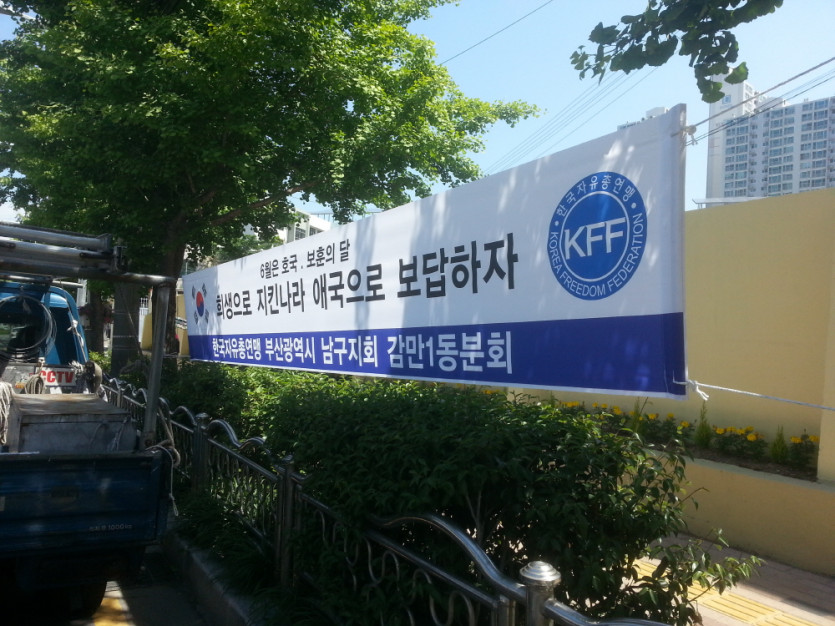 6월은 호국 . 보훈의 달
희생으로 지킨나라 애국으로 보답하자
한국자유총연맹 부산광역시 남구지회 감만1동분회
한국자유총연맹
KFF
KOREA FREEDOM FEDERATION
CCTV